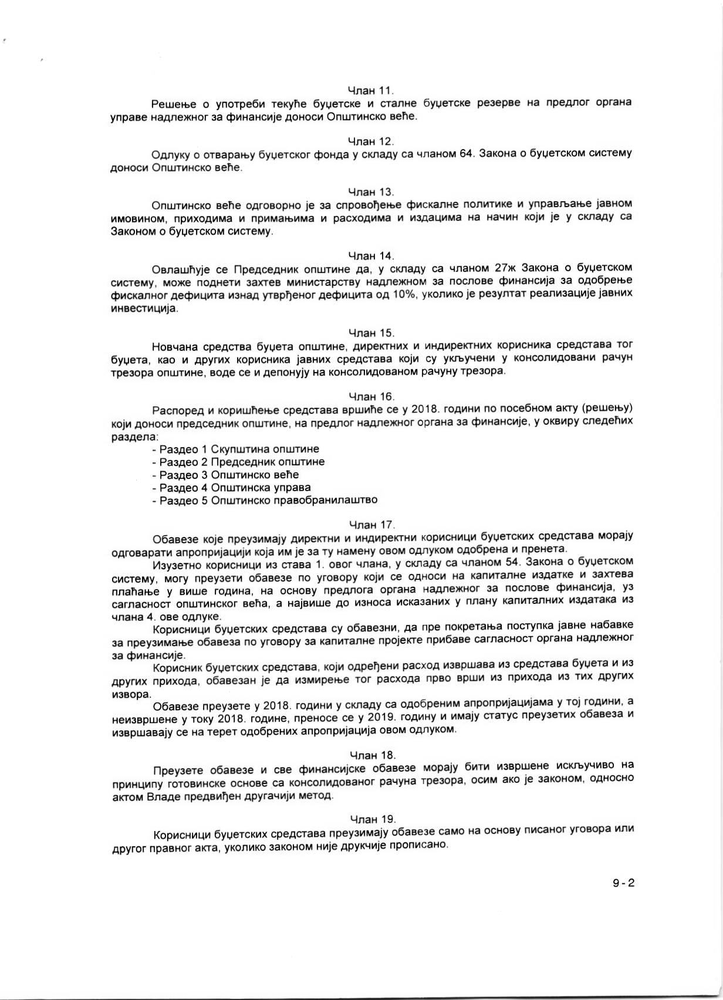 Члан 11.
Решење о употреби текуће буџетске и сталне буџетске резерве на предлог органа
управе надлежног за финансије доноси Општинско веће.
Члан 12.
Одлуку о отварању буџетског фонда у складу са чланом 64. Закона о буџетском систему
доноси Општинско веће.
Члан 13.
Општинско веће одговорно је за спровођење фискалне политике и управљање јавном
имовином, приходима и примањима и расходима и издацима на начин који је у складу са
Законом о буџетском систему.
Члан 14.
Овлашћује се Председник општине да, у складу са чланом 27ж Закона о буџетском
систему, може поднети захтев министарству надлежном за послове финансија за одобрење
фискалног дефицита изнад утврђеног дефицита од 10%, уколико је резултат реализације јавних
инвестиција.
Члан 15.
Новчана средства буџета општине, директних и индиректних корисника средстава тог
буџета, као и других корисника јавних средстава који су укључени у консолидовани рачун
трезора општине, воде се и депонују на консолидованом рачуну трезора.
Члан 16.
Распоред и коришћење средстава вршиће се у 2018. години по посебном акту (решењу)
који доноси председник општине, на предлог надлежног органа за финансије, у оквиру следећих
раздела:
- Раздео 1 Скупштина општине
- Раздео 2 Председник општине
- Раздео 3 Општинско веће
- Раздео 4 Општинска управа
- Раздео 5 Општинско правобранилаштво
Члан 17.
Обавезе које преузимају директни и индиректни корисници буџетских средстава морају
одговарати апропријацији која им је за ту намену овом одлуком одобрена и пренета.
Изузетно корисници из става 1. овог члана, у складу са чланом 54. Закона о буџетском
систему, могу преузети обавезе по уговору који се односи на капиталне издатке и захтева
плаћање у више година, на основу предлога органа надлежног за послове финансија, уз
сагласност општинског већа, а највише до износа исказаних у плану капиталних издатака из
члана 4. ове одлуке.
Корисници буџетских средстава су обавезни, да пре покретања поступка јавне набавке
за преузимање обавеза по уговору за капиталне пројекте прибаве сагласност органа надлежног
за финансије.
Корисник буџетских средстава, који одређени расход извршава из средстава буџета и из
других прихода, обавезан је да измирење тог расхода прво врши из прихода из тих других
извора.
Обавезе преузете у 2018. години у складу са одобреним апропријацијама у тој години, а
неизвршене у току 2018. године, преносе се у 2019. годину и имају статус преузетих обавеза и
извршавају се на терет одобрених апропријација овом одлуком.
Члан 18.
Преузете обавезе и све финансијске обавезе морају бити извршене искључиво на
принципу готовинске основе са консолидованог рачуна трезора, осим ако је законом, односно
актом Владе предвиђен другачији метод.
Члан 19.
Корисници буџетских средстава преузимају обавезе само на основу писаног уговора или
другог правног акта, уколико законом није друкчије прописано.
9 - 2